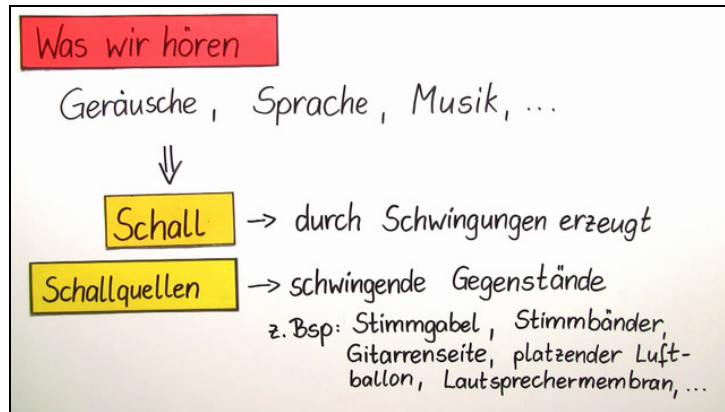 Was wir hören
Geräusche, Sprache, Musik, ...
⇓
Schall → durch Schwingungen erzeugt
Schallquellen → schwingende Gegenstände
z. Bsp: Stimmgabel, Stimmbänder,
Gitarrenseite, platzender Luft-
ballon, Lautsprechermembran, ...